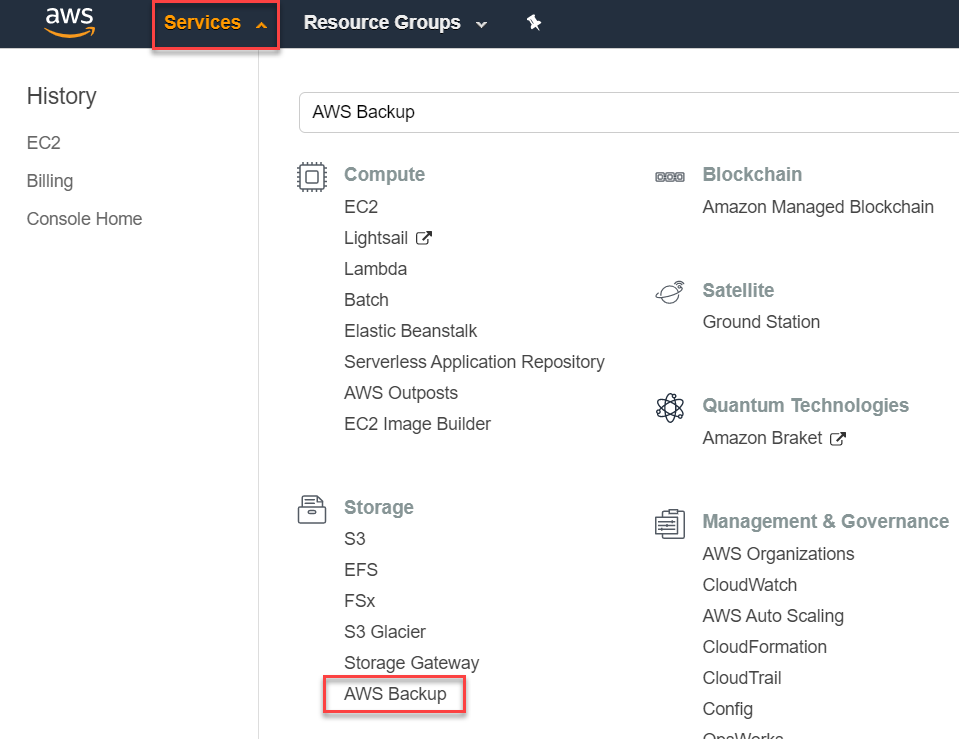 aws
Services
Resource Groups
History
EC2
Billing
Console Home
AWS Backup
Compute
EC2
Lightsail
Lambda
Batch
Elastic Beanstalk
Serverless Application Repository
AWS Outposts
EC2 Image Builder
Storage
S3
EFS
FSx
S3 Glacier
Storage Gateway
AWS Backup
Blockchain
Amazon Managed Blockchain
Satellite
Ground Station
Quantum Technologies
Amazon Braket
Management & Governance
AWS Organizations
CloudWatch
AWS Auto Scaling
CloudFormation
CloudTrail
Config
OpsWorks